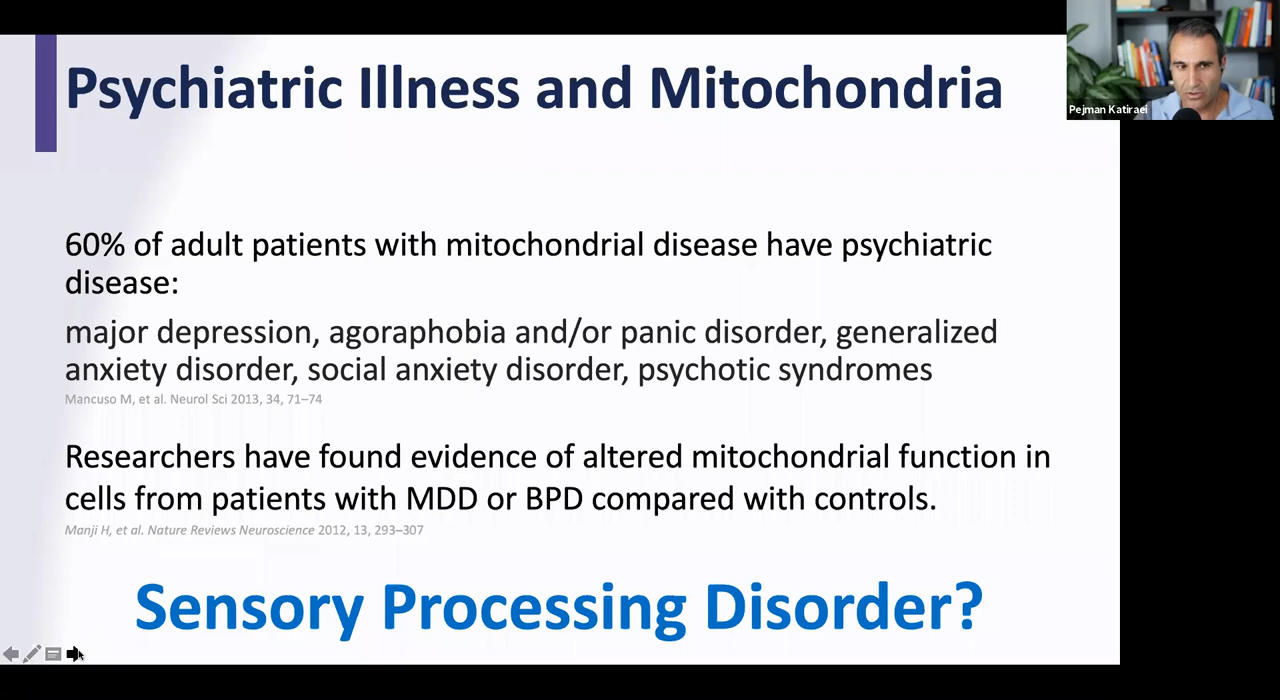 Psychiatric Illness and Mitochondria
Pejman Katiraei
60% of adult patients with mitochondrial disease have psychiatric
disease:
major depression, agoraphobia and/or panic disorder, generalized
anxiety disorder, social anxiety disorder, psychotic syndromes
Mancuso M, et al. Neurol Sci 2013, 34, 71–74
Researchers have found evidence of altered mitochondrial function in
cells from patients with MDD or BPD compared with controls.
Manji H, et al. Nature Reviews Neuroscience 2012, 13, 293–307
Sensory Processing Disorder?